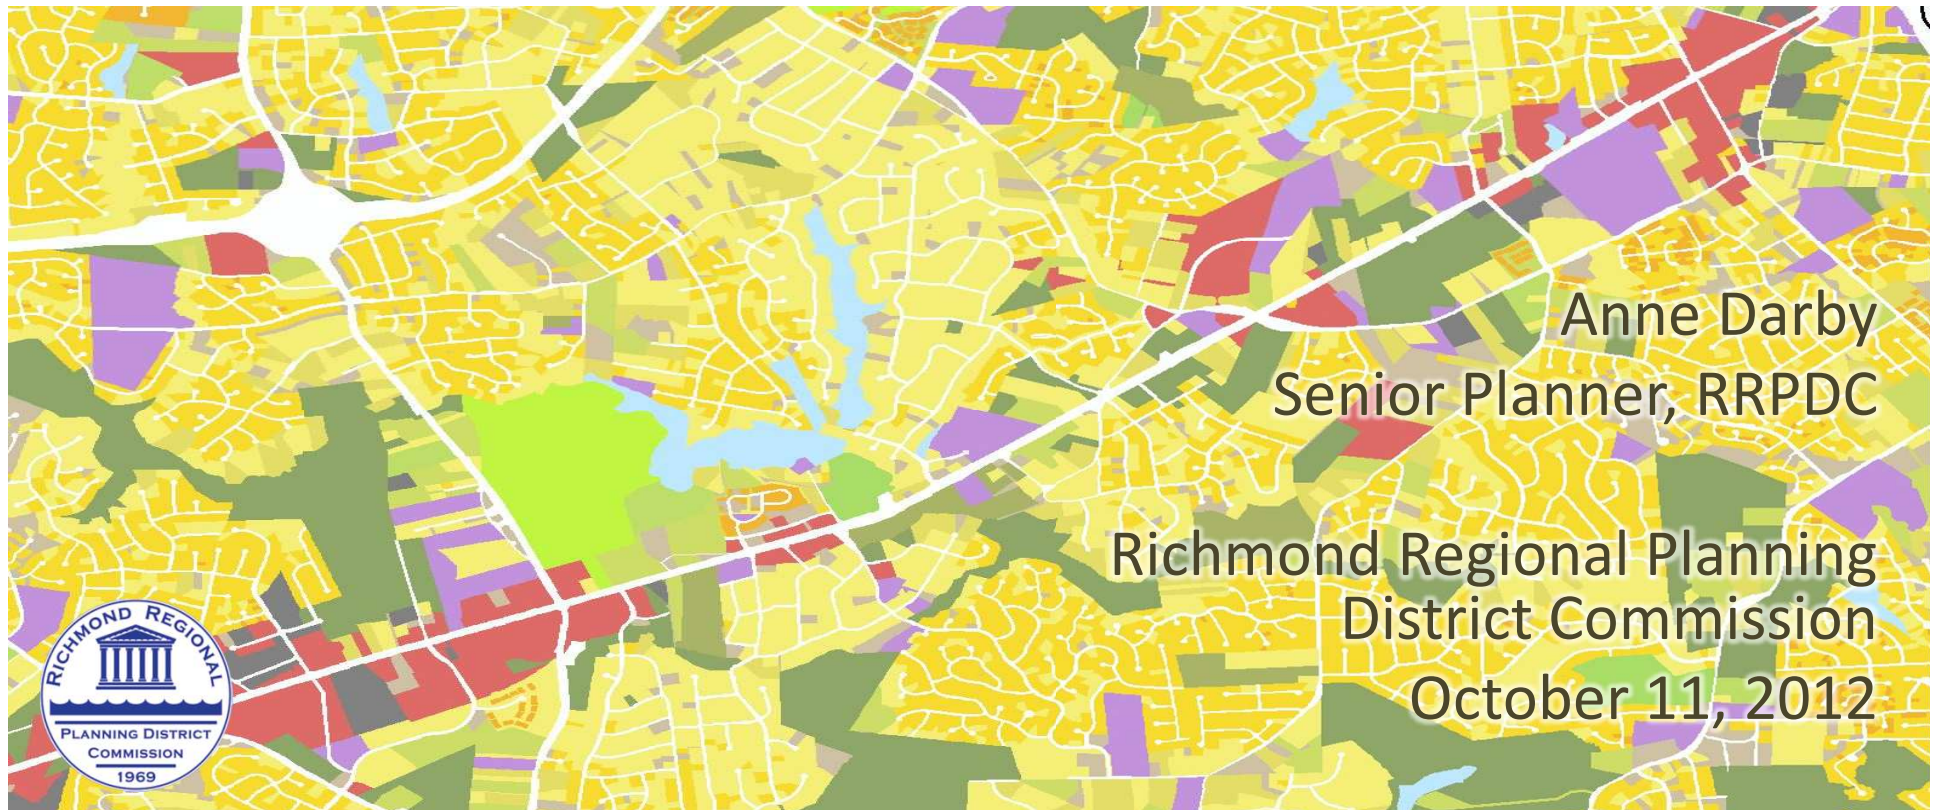 Anne Darby
Senior Planner, RRPDC
Richmond Regional Planning
District Commission
October 11, 2012
RICHMOND REGIONAL
PLANNING DISTRICT
COMMISSION
1969